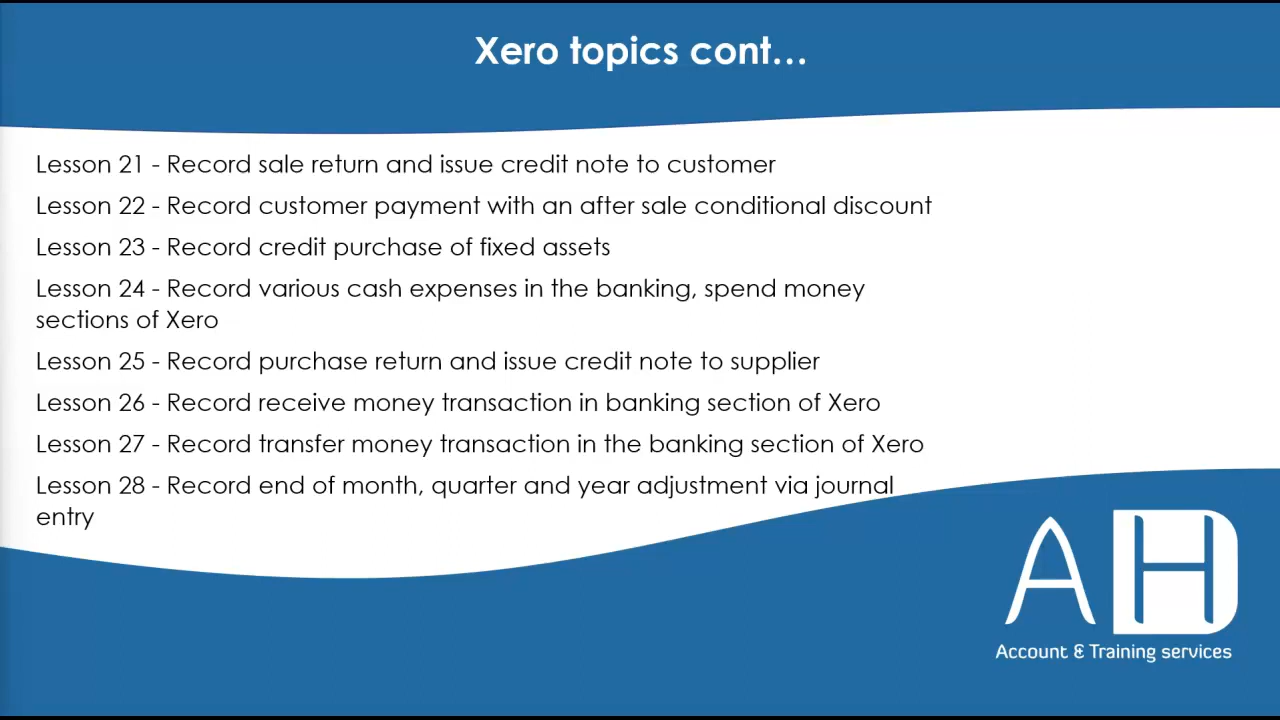 Xero topics cont...
Lesson 21 - Record sale return and issue credit note to customer
Lesson 22 - Record customer payment with an after sale conditional discount
Lesson 23 - Record credit purchase of fixed assets
Lesson 24 - Record various cash expenses in the banking, spend money
sections of Xero
Lesson 25 - Record purchase return and issue credit note to supplier
Lesson 26 - Record receive money transaction in banking section of Xero
Lesson 27 - Record transfer money transaction in the banking section of Xero
Lesson 28 - Record end of month, quarter and year adjustment via journal
entry
A H
Account & Training services